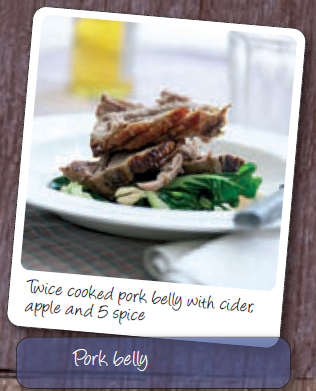 Twice cooked pork belly with cider,
apple and 5 spice
Pork belly